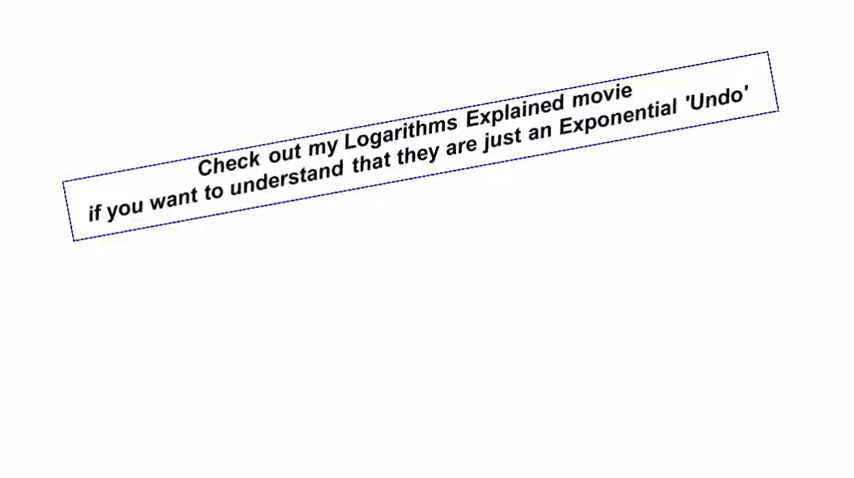 Check out my Logarithms Explained movie
if you want to understand that they are just an Exponential 'Undo'